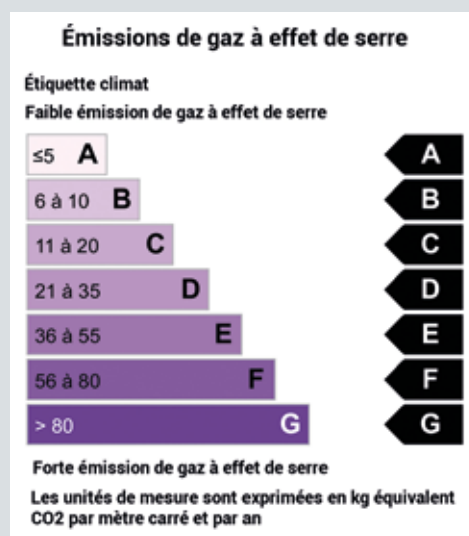 Émissions de gaz à effet de serre
Étiquette climat
Faible émission de gaz à effet de serre
≤5 A A
6 à 10 B B
11 à 20 C C
21 à 35 D D
36 à 55 E E
56 à 80 F F
> 80 G G
Forte émission de gaz à effet de serre
Les unités de mesure sont exprimées en kg équivalent
CO2 par mètre carré et par an